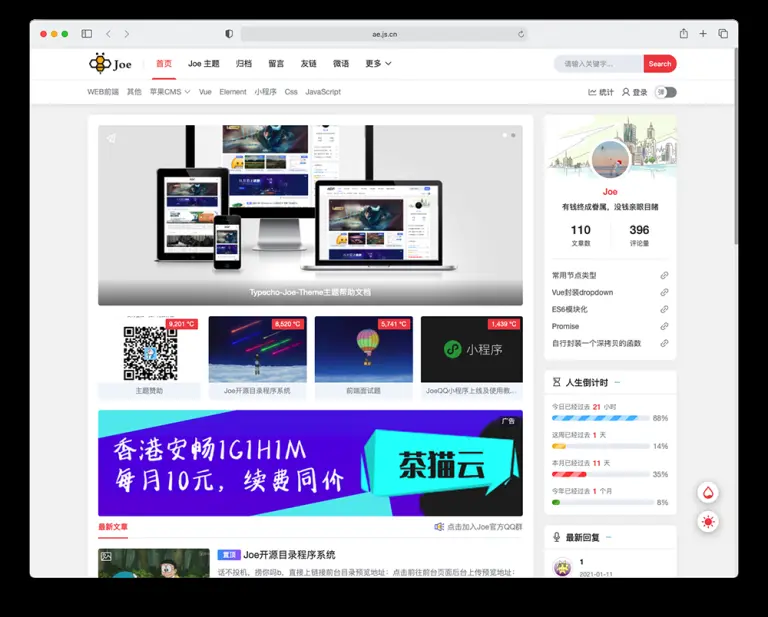 ae.js.cn
Joe
首页 Joe 主题 归档 留言 友链 微语 更多
请输入关键字... Search
WEB前端 其他 苹果CMS Vue Element 小程序 Css JavaScript
统计 登录
Typecho-Joe-Theme主题帮助文档
9,201 ℃
主题赞助
8,520 ℃
Joe开源目录程序系统
5,741 ℃
前端面试题
1,439 ℃
小程序
JoeQQ小程序上线及使用教...
广告
香港安畅1G1H1M
每月10元，续费同价
茶猫云
最新文章
点击加入Joe官方QQ群
置顶 Joe开源目录程序系统
话不投机、捞你吗b、直接上链接前台目录预览地址：点击前往前台页面后台上传预览地址：
Joe
有钱终成眷属，没钱亲眼目睹
110 396
文章数 评论量
常用节点类型
Vue封装dropdown
ES6模块化
Promise
自行封装一个深拷贝的函数
人生倒计时
今日已经过去 21 小时
88%
这周已经过去 1 天
14%
本月已经过去 11 天
35%
今年已经过去 1 个月
8%
最新回复
1
2021-01-11